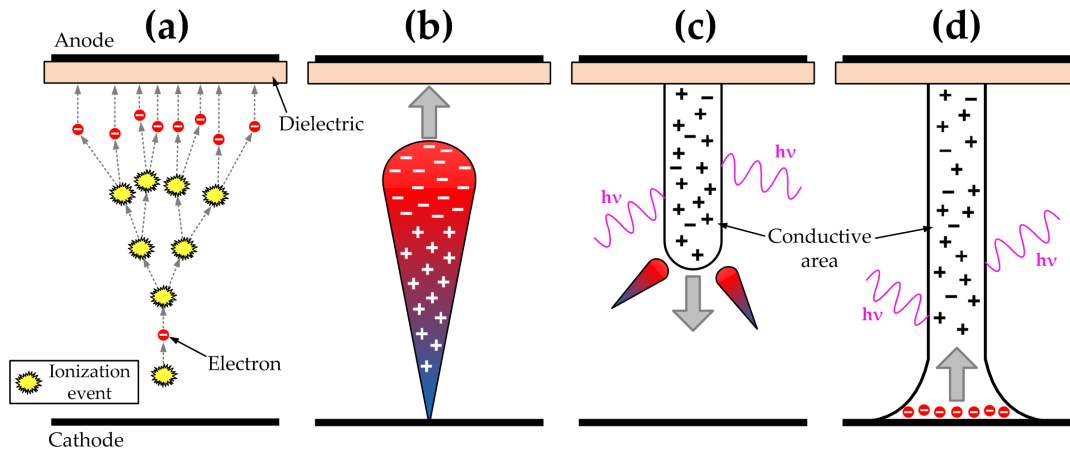 (a)
(b)
(c)
(d)
Anode
Dielectric
Electron
Ionization
event
Cathode
hν
hν
Conductive
area
hν
hν